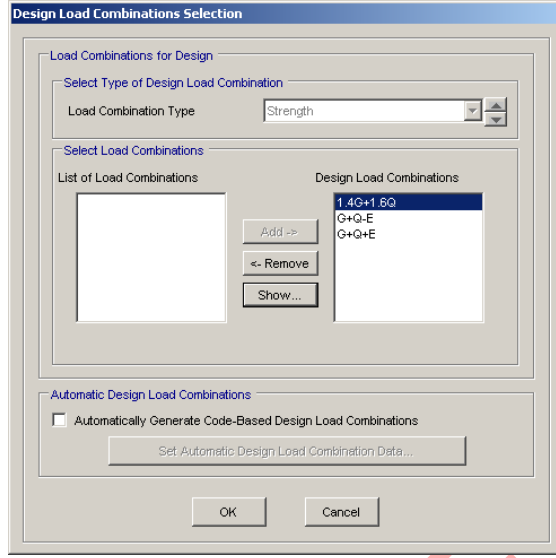 Design Load Combinations Selection
Load Combinations for Design
Select Type of Design Load Combination
Load Combination Type
Strength
Select Load Combinations
List of Load Combinations
Design Load Combinations
1.4G+1.6Q
G+Q-E
G+Q+E
Add ->
<- Remove
Show...
Automatic Design Load Combinations
Automatically Generate Code-Based Design Load Combinations
Set Automatic Design Load Combination Data...
OK
Cancel